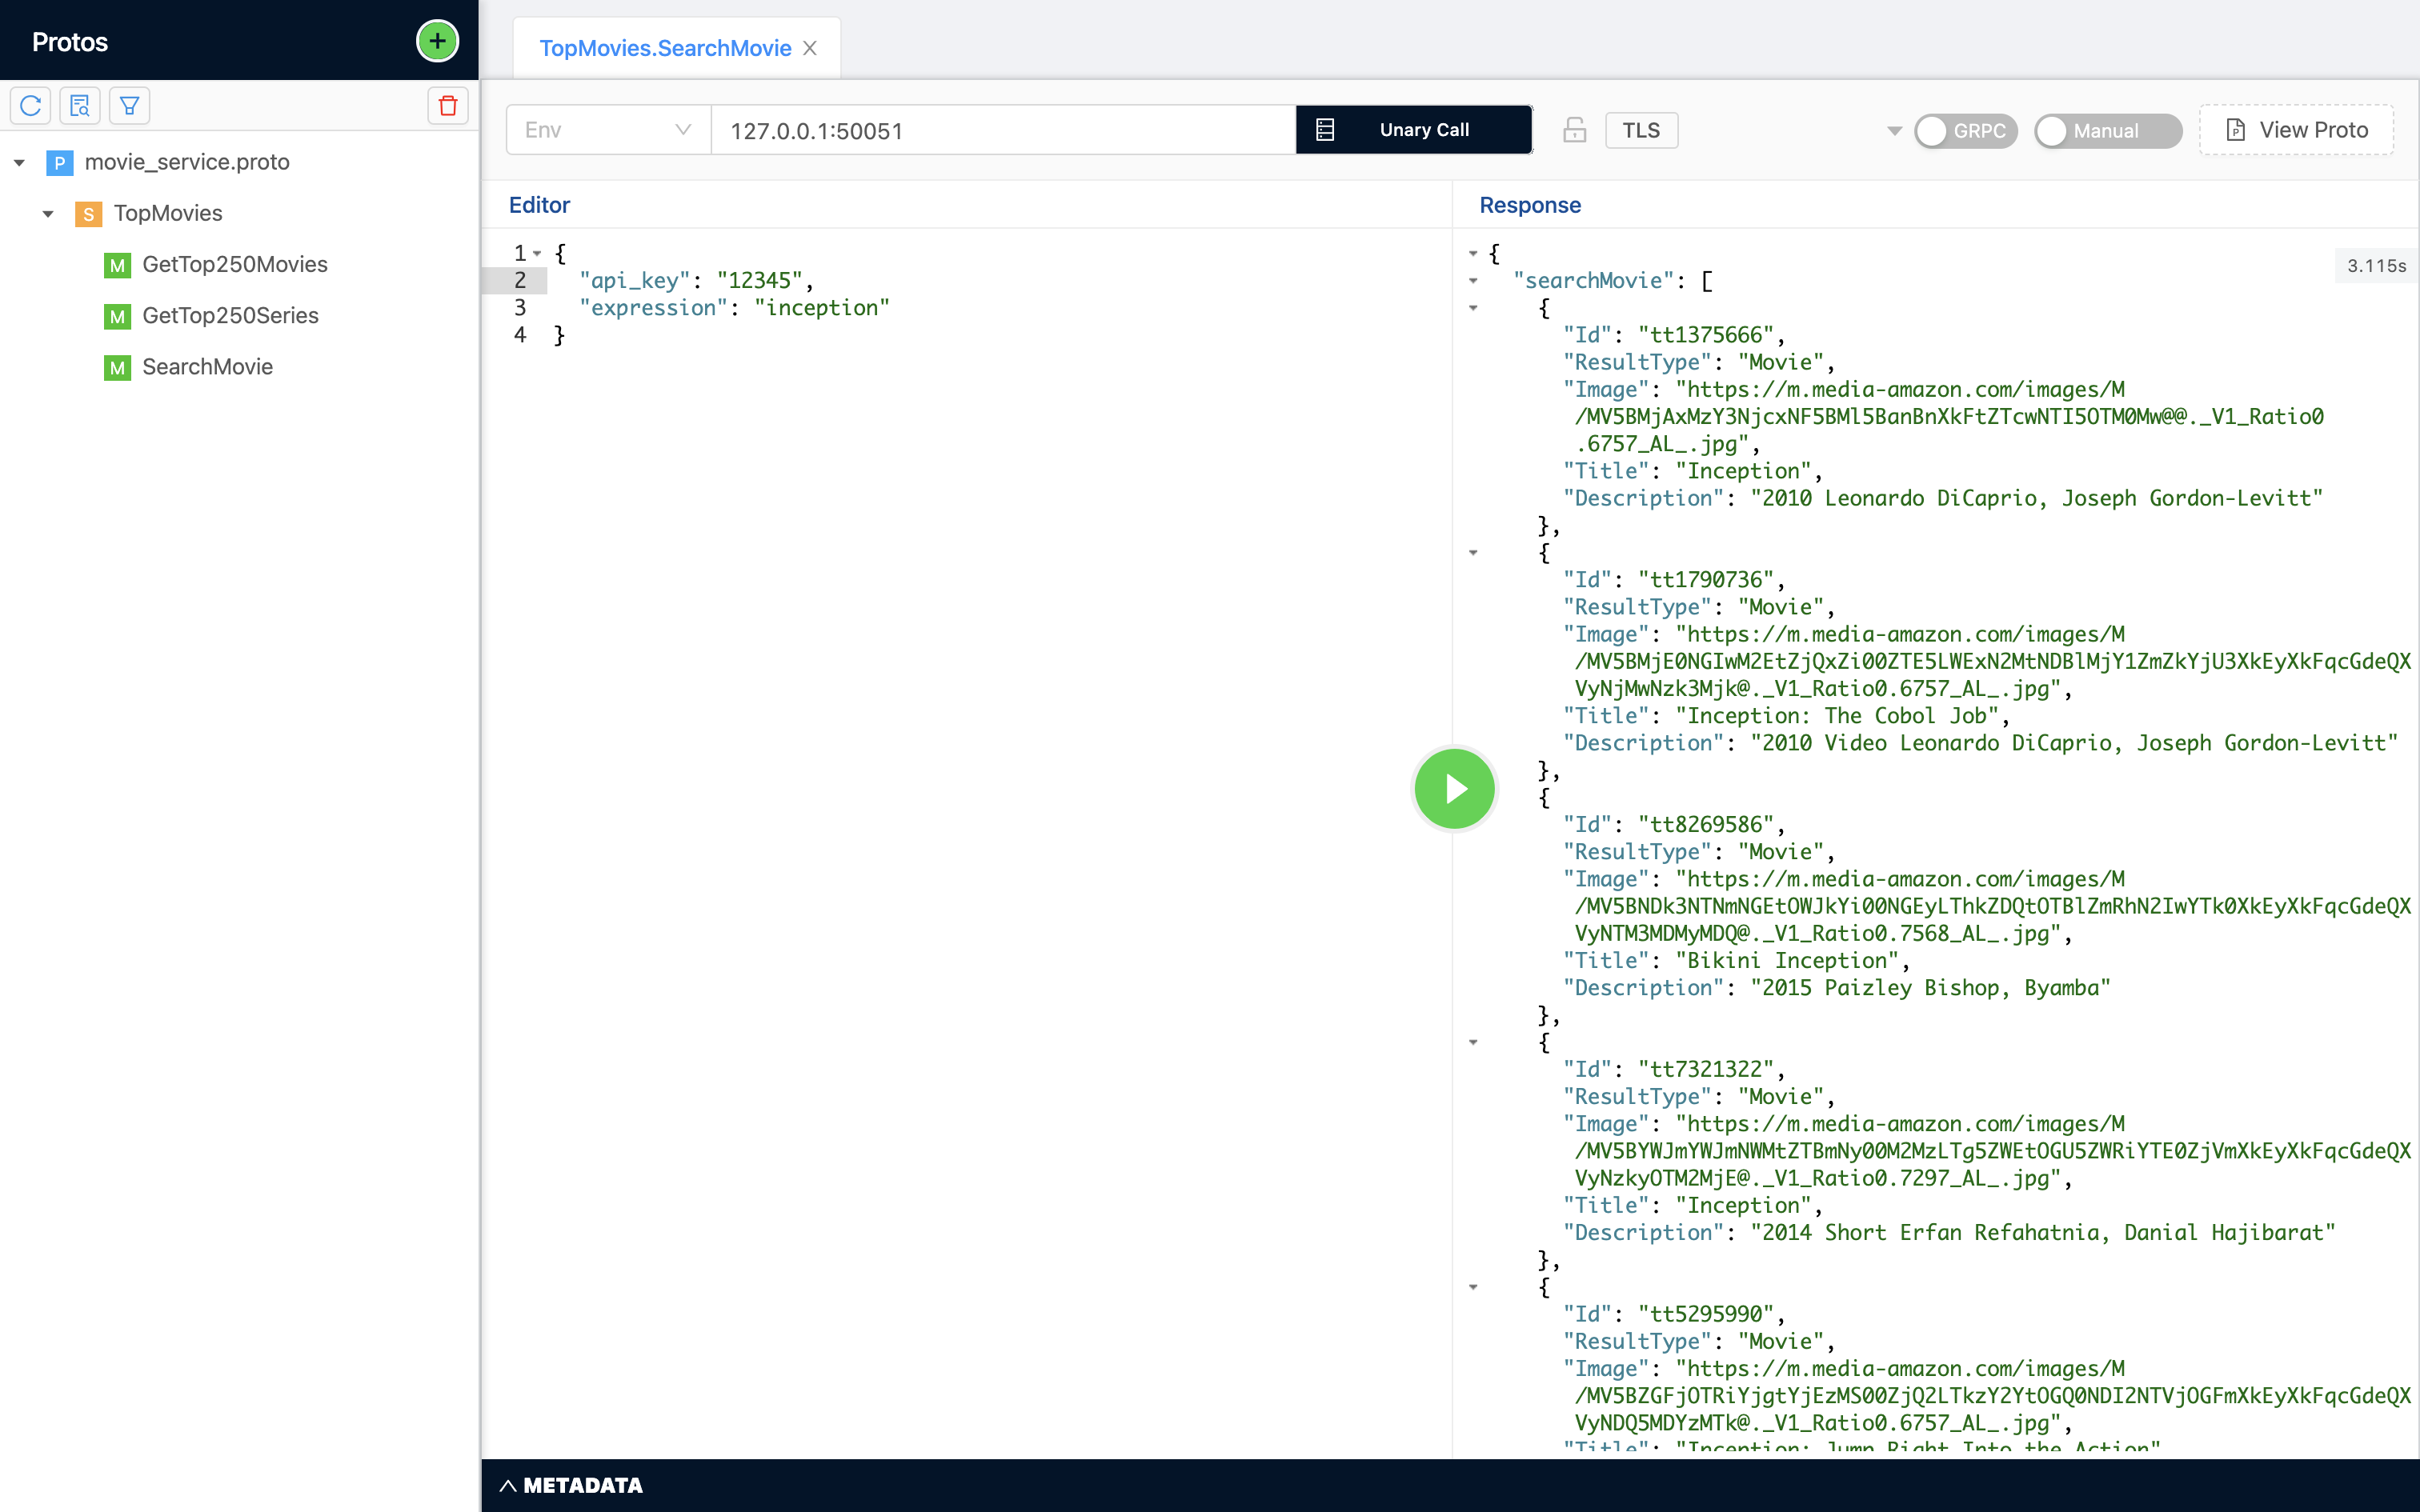 Protos
TopMovies.SearchMovie
Env
127.0.0.1:50051
Unary Call
TLS
GRPC
Manual
View Proto
P movie_service.proto
S TopMovies
M GetTop250Movies
M GetTop250Series
M SearchMovie
Editor
1 {
2 "api_key": "12345",
3 "expression": "inception"
4 }
Response
3.115s
{
"searchMovie": [
{
"Id": "tt1375666",
"ResultType": "Movie",
"Image": "https://m.media-amazon.com/images/M
/MV5BMjAxMzY3NjcxNF5BMl5BanBnXkFtZTcwNTI5OTM0Mw@@._V1_Ratio0
.6757_AL_.jpg",
"Title": "Inception",
"Description": "2010 Leonardo DiCaprio, Joseph Gordon-Levitt"
},
{
"Id": "tt1790736",
"ResultType": "Movie",
"Image": "https://m.media-amazon.com/images/M
/MV5BMjE0NGIwM2EtZjQxZi00ZTE5LWExN2MtNDBlMjY1ZmZkYjU3XkEyXkFqcGdeQX
VyNjMwNzk3Mjk@._V1_Ratio0.6757_AL_.jpg",
"Title": "Inception: The Cobol Job",
"Description": "2010 Video Leonardo DiCaprio, Joseph Gordon-Levitt"
},
{
"Id": "tt8269586",
"ResultType": "Movie",
"Image": "https://m.media-amazon.com/images/M
/MV5BNDk3NTNmNGEtOWJkYi00NGEyLThkZDQtOTBlZmRhN2IwYTk0XkEyXkFqcGdeQX
VyNTM3MDMyMDQ@._V1_Ratio0.7568_AL_.jpg",
"Title": "Bikini Inception",
"Description": "2015 Paizley Bishop, Byamba"
},
{
"Id": "tt7321322",
"ResultType": "Movie",
"Image": "https://m.media-amazon.com/images/M
/MV5BYWJmYWJmNWMtZTBmNy00M2MzLTg5ZWEtOGU5ZWRiYTE0ZjVmXkEyXkFqcGdeQX
VyNzkyOTM2MjE@._V1_Ratio0.7297_AL_.jpg",
"Title": "Inception",
"Description": "2014 Short Erfan Refahatnia, Danial Hajibarat"
},
{
"Id": "tt5295990",
"ResultType": "Movie",
"Image": "https://m.media-amazon.com/images/M
/MV5BZGFjOTRiYjgtYjEzMS00ZjQ2LTkzY2YtOGQ0NDI2NTVjOGFmXkEyXkFqcGdeQX
VyNDQ5MDYzMTk@._V1_Ratio0.6757_AL_.jpg",
"Title": "Inception: Jump Right Into the Action"
METADATA